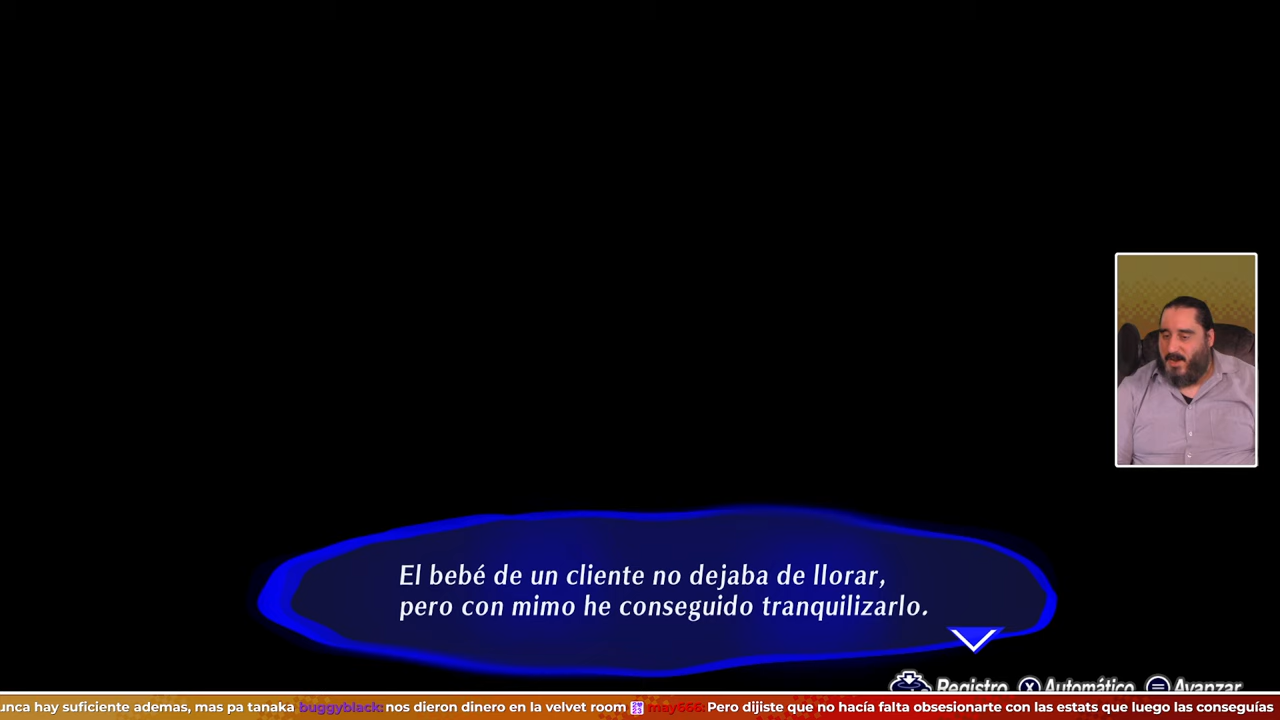 El bebé de un cliente no dejaba de llorar,
pero con mimo he conseguido tranquilizarlo.
Registro Automático Avanzar
unca hay suficiente ademas, mas pa tanaka buggyblack: nos dieron dinero en la velvet room may666: Pero dijiste que no hacía falta obsesionarte con las estats que luego las conseguías